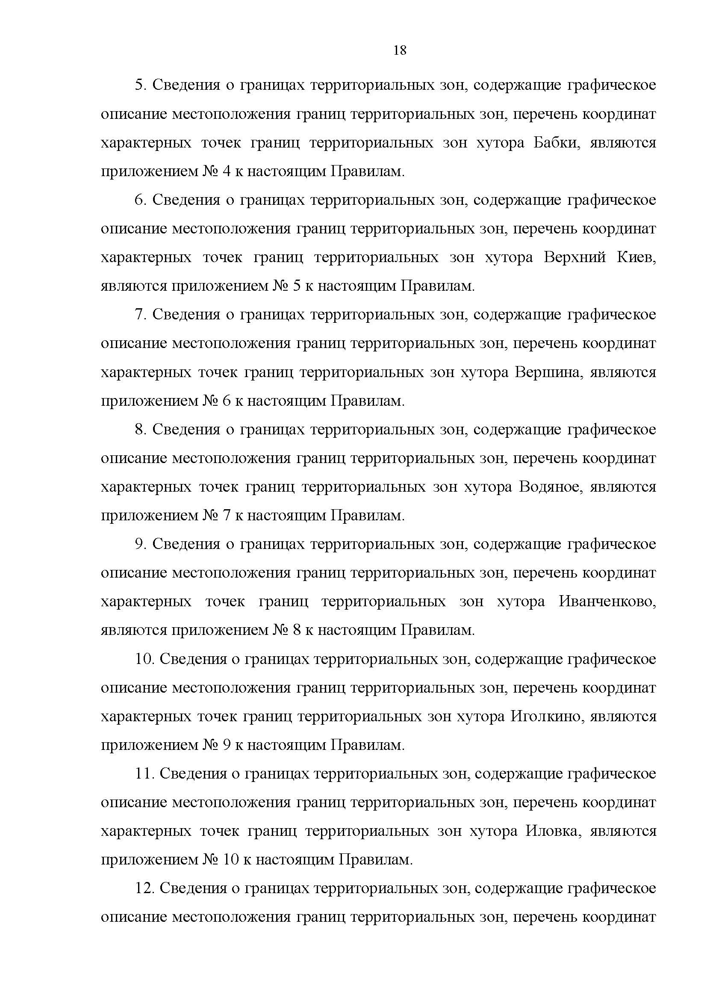 18
5. Сведения о границах территориальных зон, содержащие графическое
описание местоположения границ территориальных зон, перечень координат
характерных точек границ территориальных зон хутора Бабки, являются
приложением № 4 к настоящим Правилам.
6. Сведения о границах территориальных зон, содержащие графическое
описание местоположения границ территориальных зон, перечень координат
характерных точек границ территориальных зон хутора Верхний Киев,
являются приложением № 5 к настоящим Правилам.
7. Сведения о границах территориальных зон, содержащие графическое
описание местоположения границ территориальных зон, перечень координат
характерных точек границ территориальных зон хутора Вершина, являются
приложением № 6 к настоящим Правилам.
8. Сведения о границах территориальных зон, содержащие графическое
описание местоположения границ территориальных зон, перечень координат
характерных точек границ территориальных зон хутора Водяное, являются
приложением № 7 к настоящим Правилам.
9. Сведения о границах территориальных зон, содержащие графическое
описание местоположения границ территориальных зон, перечень координат
характерных точек границ территориальных зон хутора Иванченково,
являются приложением № 8 к настоящим Правилам.
10. Сведения о границах территориальных зон, содержащие графическое
описание местоположения границ территориальных зон, перечень координат
характерных точек границ территориальных зон хутора Иголкино, являются
приложением № 9 к настоящим Правилам.
11. Сведения о границах территориальных зон, содержащие графическое
описание местоположения границ территориальных зон, перечень координат
характерных точек границ территориальных зон хутора Иловка, являются
приложением № 10 к настоящим Правилам.
12. Сведения о границах территориальных зон, содержащие графическое
описание местоположения границ территориальных зон, перечень координат